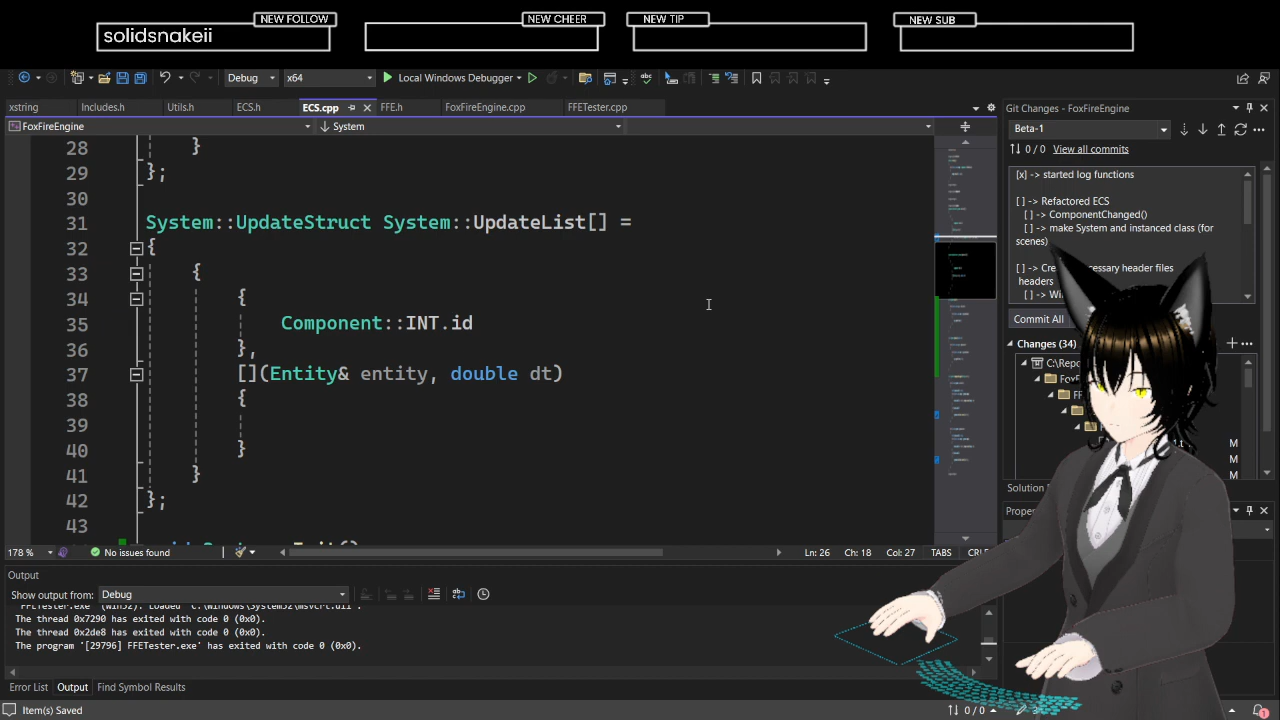 NEW FOLLOW
NEW CHEER
NEW TIP
NEW SUB
solidsnakeii
Debug
x64
Local Windows Debugger
xstring
Includes.h
Utils.h
ECS.h
ECS.cpp
FFE.h
FoxFireEngine.cpp
FFETester.cpp
Git Changes - FoxFireEngine
FoxFireEngine
System
Beta-1
0/0 View all commits
[x] -> started log functions
[ ] -> Refactored ECS
[ ] -> ComponentChanged()
[ ] -> make System and instanced class (for
scenes)
headers
Commit All
Changes (34)
28 }
29 };
30
31 System::UpdateStruct System::UpdateList[] =
32 {
33 {
34 {
35 Component::INT.id
36 },
37 [](Entity& entity, double dt)
38 {
39
40 }
41 }
42 };
43
M
M
M
M
178 %
No issues found
Ln: 26
Ch: 18
Col: 27
TABS
Output
Show output from: Debug
The thread 0x7290 has exited with code 0 (0x0).
The thread 0x2de8 has exited with code 0 (0x0).
The program '[29796] FFETester.exe' has exited with code 0 (0x0).
Error List
Output
Find Symbol Results
Item(s) Saved
0/0
1